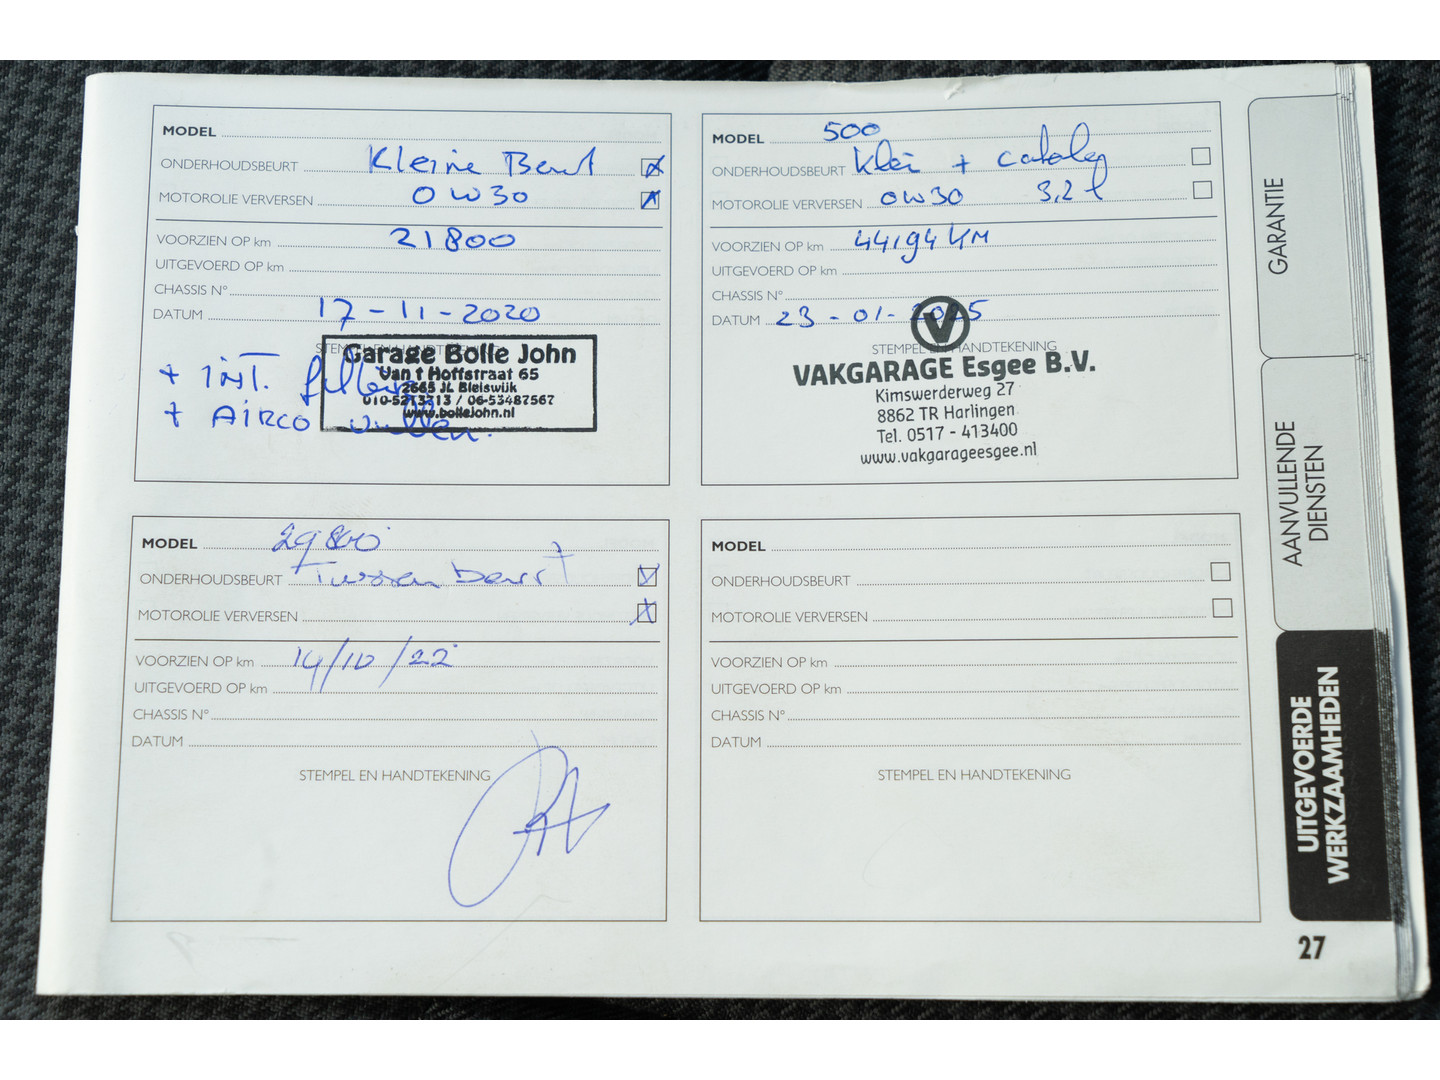 MODEL
ONDERHOUDSBEURT Kleine Beurt
MOTOROLIE VERVERSEN 0W30
VOORZIEN OP km 21800
UITGEVOERD OP km
CHASSIS N°
DATUM 17-11-2020
STEMPEL EN HANDTEKENING
Garage Bolle John
Van 't Hoffstraat 65
2665 JL Bleiswijk
010-5213713 / 06-53487567
www.bollejohn.nl
+ INT. filter
+ AIRCO vullen.
MODEL 500
ONDERHOUDSBEURT klein +
MOTOROLIE VERVERSEN 0W30 3,2 l
VOORZIEN OP km 44194 KM
UITGEVOERD OP km
CHASSIS N°
DATUM 23-01-2025
STEMPEL EN HANDTEKENING
VAKGARAGE Esgee B.V.
Kimswerderweg 27
8862 TR Harlingen
Tel. 0517 - 413400
www.vakgarageesgee.nl
MODEL 29800
ONDERHOUDSBEURT Tussen beurt
MOTOROLIE VERVERSEN
VOORZIEN OP km 14/10/22
UITGEVOERD OP km
CHASSIS N°
DATUM
STEMPEL EN HANDTEKENING
MODEL
ONDERHOUDSBEURT
MOTOROLIE VERVERSEN
VOORZIEN OP km
UITGEVOERD OP km
CHASSIS N°
DATUM
STEMPEL EN HANDTEKENING
GARANTIE
AANVULLENDE
DIENSTEN
UITGEVOERDE
WERKZAAMHEDEN
27